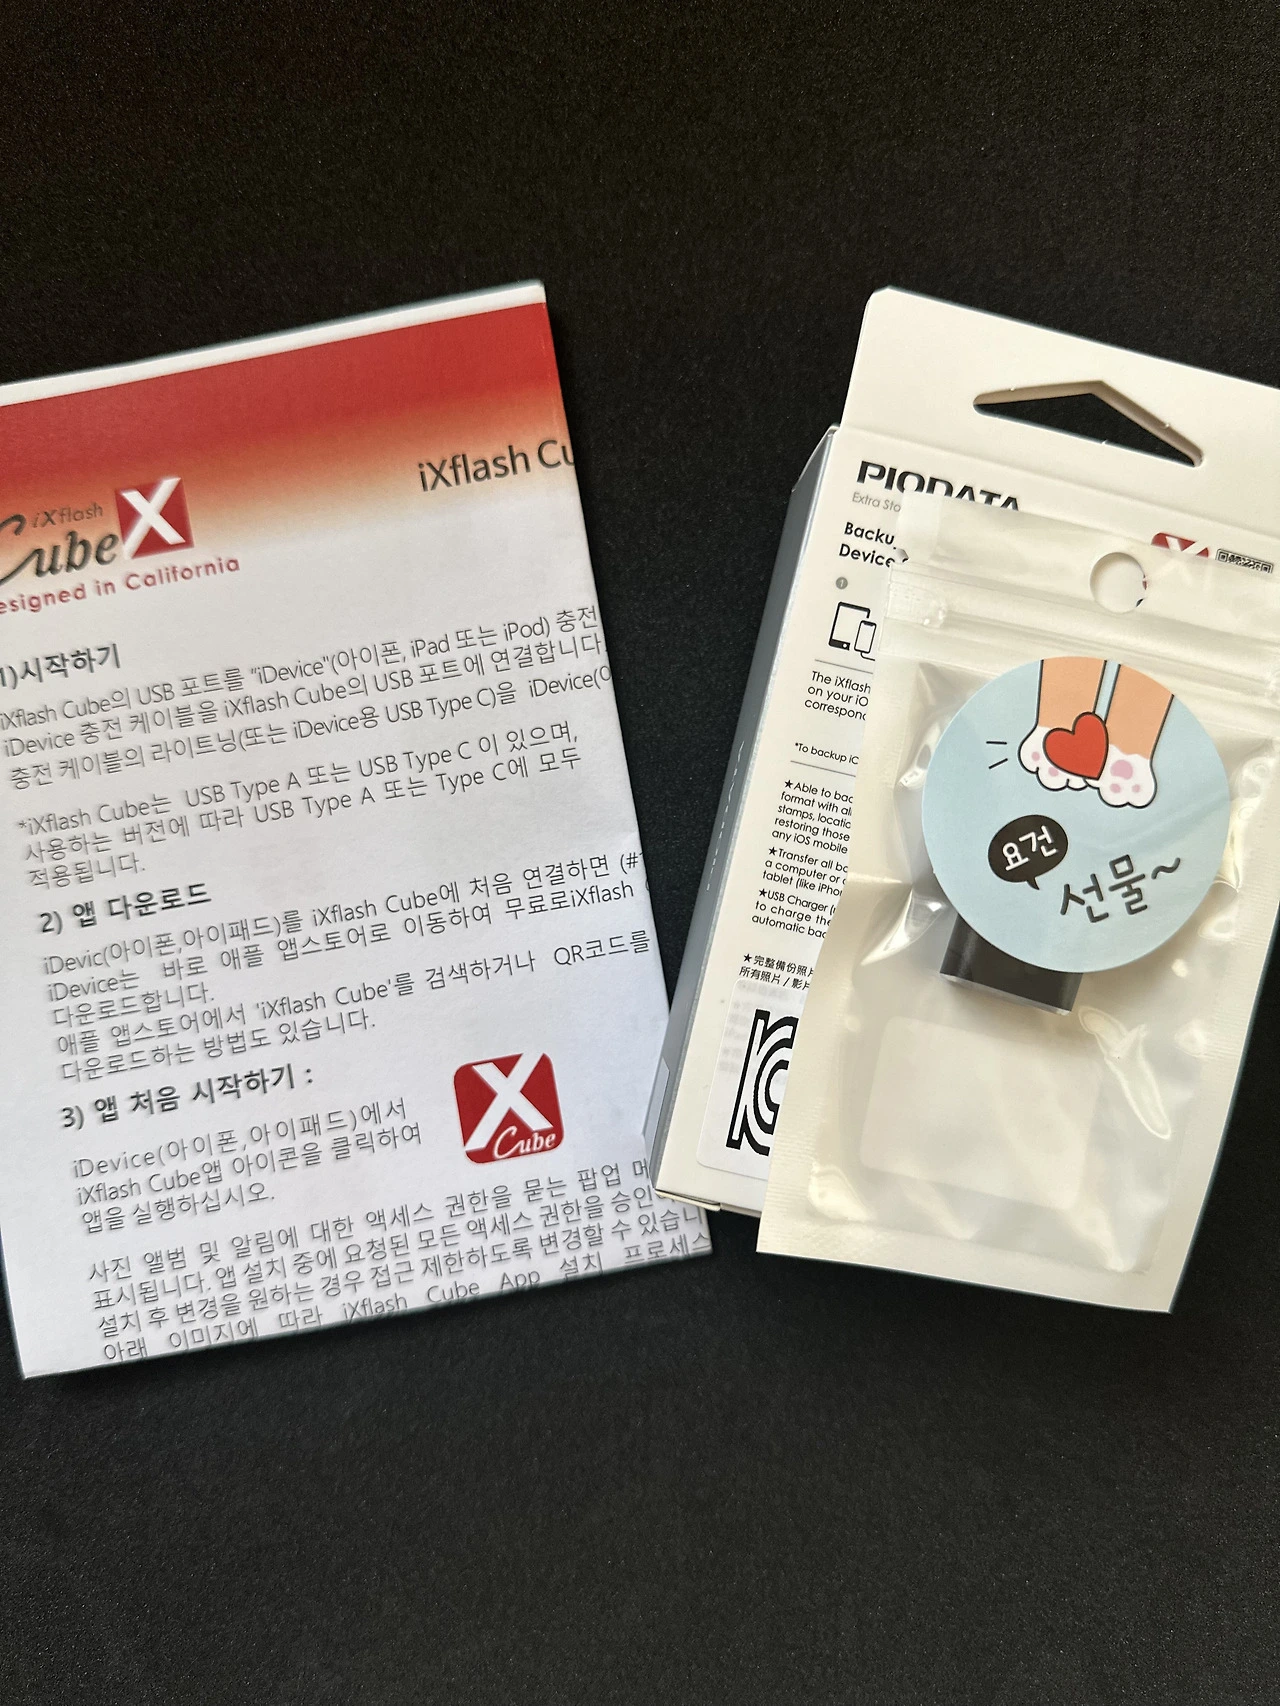 iXflash Cu
iXflash
Cube X
esigned in California
1)시작하기
iXflash Cube의 USB 포트를 "iDevice"(아이폰, iPad 또는 iPod) 충전
iDevice 충전 케이블을 iXflash Cube의 USB 포트에 연결합니다
충전 케이블의 라이트닝(또는 iDevice용 USB Type C)을 iDevice(
*iXflash Cube는 USB Type A 또는 USB Type C 이 있으며,
사용하는 버전에 따라 USB Type A 또는 Type C에 모두
적용됩니다.
2) 앱 다운로드
iDevic(아이폰,아이패드)를 iXflash Cube에 처음 연결하면 (#
iDevice는 바로 애플 앱스토어로 이동하여 무료로iXflash
다운로드합니다.
애플 앱스토어에서 'iXflash Cube'를 검색하거나 QR코드를
다운로드하는 방법도 있습니다.
3) 앱 처음 시작하기 :
iDevice(아이폰,아이패드)에서
iXflash Cube앱 아이콘을 클릭하여
앱을 실행하십시오.
X
Cube
사진 앨범 및 알림에 대한 액세스 권한을 묻는 팝업 메
표시됩니다. 앱 설치 중에 요청된 모든 액세스 권한을 승인
설치 후 변경을 원하는 경우 접근 제한하도록 변경할 수 있습니
아래 이미지에 따라 iXflash Cube App 설치 프로세스
PIODATA
Extra Sto
Backu
Device
1
The iXflash
on your iO
correspond
*To backup iC
★Able to bac
format with all
stamps, locatio
restoring those
any iOS mobile
★Transfer all ba
a computer or
tablet (like iPho
★USB Charger
to charge the
automatic bac
★完整備份照片
所有照片/影片
요건
선물~